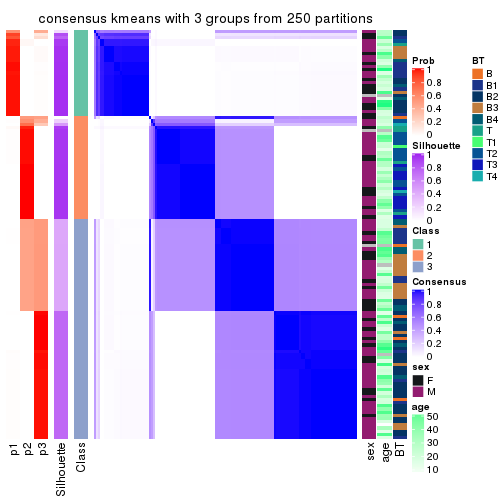 consensus kmeans with 3 groups from 250 partitions
p1
p2
p3
Silhouette
Class
sex
age
BT
Prob
1
0.8
0.6
0.4
0.2
0
Silhouette
1
0.8
0.6
0.4
0.2
0
Class
1
2
3
Consensus
1
0.8
0.6
0.4
0.2
0
sex
F
M
age
50
40
30
20
10
BT
B
B1
B2
B3
B4
T
T1
T2
T3
T4